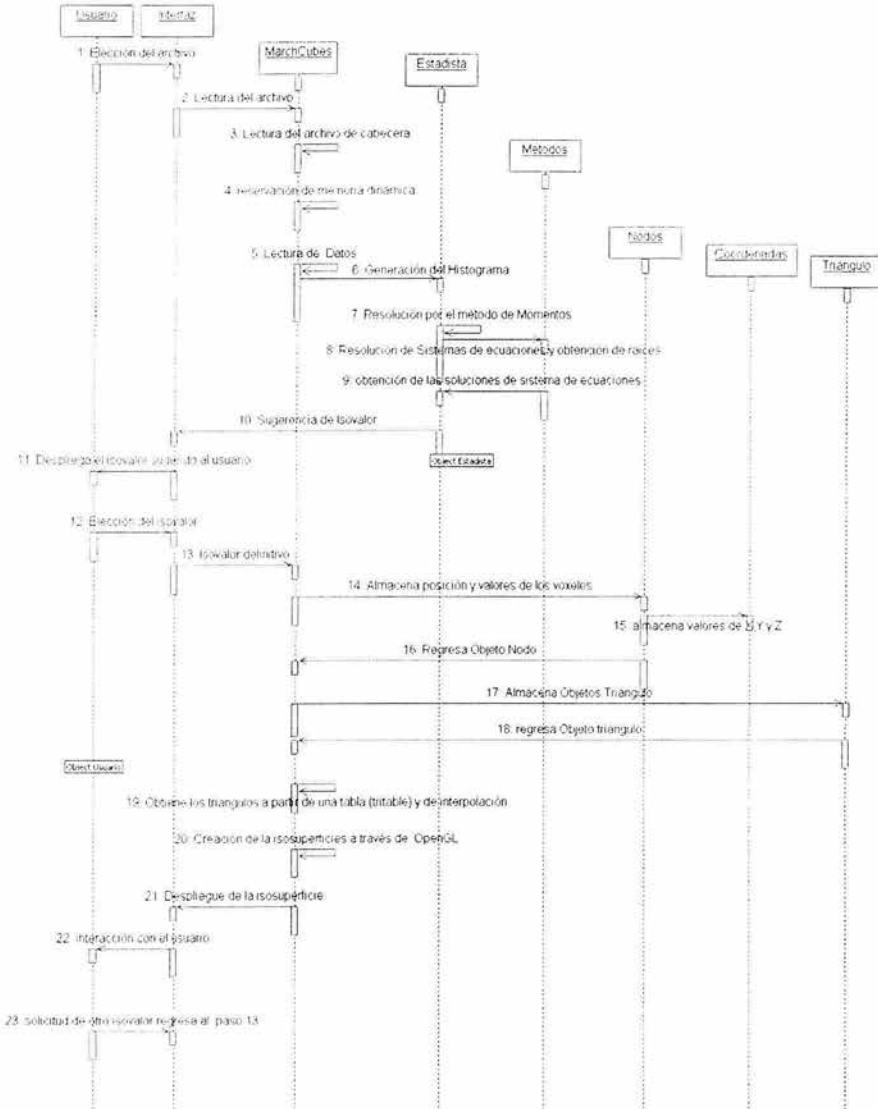 Usuario
Interfaz
MarchCubes
Estadista
Metodos
Nodos
Coordenadas
Triangulo
1: Elección del archivo
2: Lectura del archivo
3: Lectura del archivo de cabecera
4: reservación de memoria dinámica
5: Lectura de Datos
6: Generación del Histograma
7: Resolución por el método de Momentos
8: Resolución de Sistemas de ecuaciones y obtención de raices
9: obtención de las soluciones de sistema de ecuaciones
10: Sugerencia de Isovalor
Object Estadista
11: Despliega el isovalor sugerido al usuario
12: Elección del isovalor
13: Isovalor definitivo
14: Almacena posición y valores de los voxeles
15: almacena valores de X,Y y Z
16: Regresa Objeto Nodo
17: Almacena Objetos Triangulo
18: regresa Objeto triangulo
Object Usuario
19: Obtiene los triangulos a partir de una tabla (tritable) y de interpolación
20: Creación de la isosuperficies a través de OpenGL
21: Despliegue de la isosuperficie
22: Interacción con el usuario
23: solicitud de otro isovalor regresa al paso 13